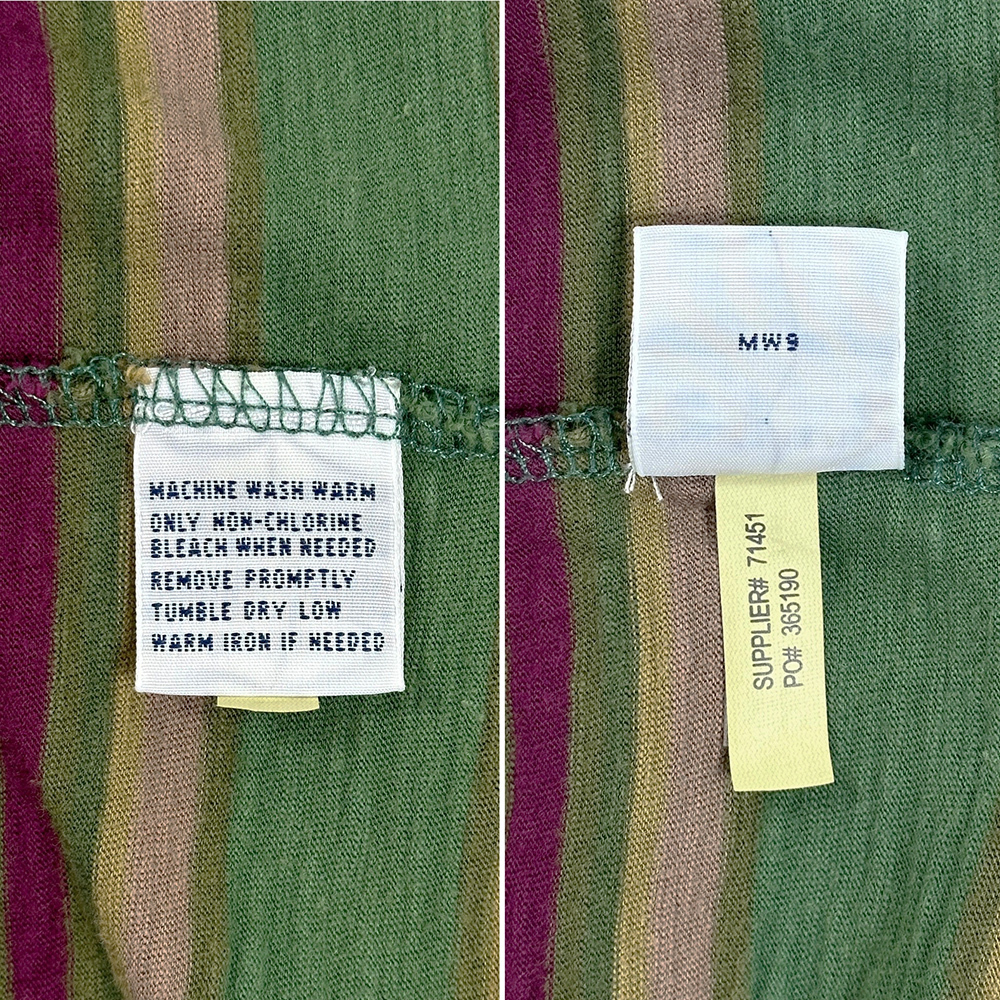 MACHINE WASH WARM
ONLY NON-CHLORINE
BLEACH WHEN NEEDED
REMOVE PROMPTLY
TUMBLE DRY LOW
WARM IRON IF NEEDED
MW9
SUPPLIER# 71451
PO# 365190